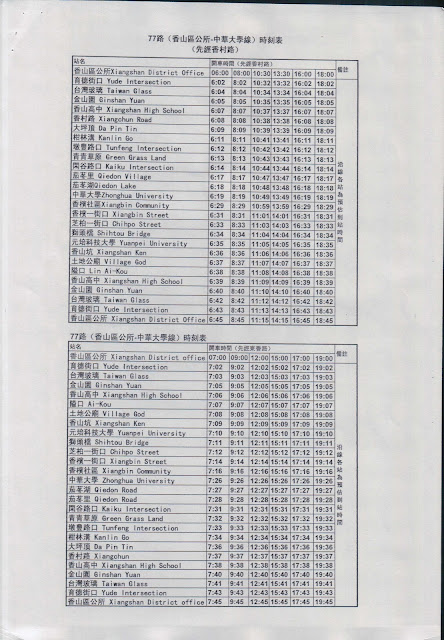 77路（香山區公所-中華大學線）時刻表
（先經香村路）
站名 開車時間（先經香村路） 備註
香山區公所Xiangshan District Office 06:00 08:00 10:30 13:30 16:00 18:00
育德街口 Yude Intersection 6:02 8:02 10:32 13:32 16:02 18:02
台灣玻璃 Taiwan Glass 6:04 8:04 10:34 13:34 16:04 18:04
金山園 Ginshan Yuan 6:05 8:05 10:35 13:35 16:05 18:05
香山高中 Xiangshan High School 6:07 8:07 10:37 13:37 16:07 18:07
香村路 Xiangchun Road 6:08 8:08 10:38 13:38 16:08 18:08
大坪頂 Da Pin Tin 6:09 8:09 10:39 13:39 16:09 18:09
樹林溝 Kanlin Go 6:11 8:11 10:41 13:41 16:11 18:11
墩豐路口 Tunfeng Intersection 6:12 8:12 10:42 13:42 16:12 18:12
青青草原 Green Grass Land 6:13 8:13 10:43 13:43 16:13 18:13
路口 Kaiku Intersection 6:14 8:14 10:44 13:44 16:14 18:14
茄苳里 Qiedon Village 6:17 8:17 10:47 13:47 16:17 18:17
茄苳湖Qiedon Lake 6:18 8:18 10:48 13:48 16:18 18:18
中華大學Zhonghua University 6:19 8:19 10:49 13:49 16:19 18:19
香檳社區Xiangbin Community 6:29 8:29 10:59 13:59 16:29 18:29
香檳一街口 Xiangbin Street 6:31 8:31 11:01 14:01 16:31 18:31
芝柏一街口 Chihpo Street 6:33 8:33 11:03 14:03 16:33 18:33
獅頭橋 Shihtou Bridge 6:34 8:34 11:04 14:04 16:34 18:34
元培科技大學 Yuanpei University 6:35 8:35 11:05 14:05 16:35 18:35
香山坑 Xiangshan Ken 6:36 8:36 11:06 14:06 16:36 18:36
土地公廟 Village God 6:37 8:37 11:07 14:07 16:37 18:37
隘口 Lin Ai-Kou 6:38 8:38 11:08 14:08 16:38 18:38
香山高中 Xiangshan High School 6:39 8:39 11:09 14:09 16:39 18:39
金山園 Ginshan Yuan 6:40 8:40 11:10 14:10 16:40 18:40
台灣玻璃 Taiwan Glass 6:42 8:42 11:12 14:12 16:42 18:42
育德街口 Yude Intersection 6:43 8:43 11:13 14:13 16:43 18:43
香山區公所 Xiangshan District Office 6:45 8:45 11:15 14:15 16:45 18:45
沿線各站為預估到站時間
77路（香山區公所-中華大學線）時刻表
站名 開車時間（先經東香路） 備註
香山區公所 Xiangshan District office 07:00 09:00 12:00 15:00 17:00 19:00
育德街口 Yude Intersection 7:02 9:02 12:02 15:02 17:02 19:02
台灣玻璃 Taiwan Glass 7:03 9:03 12:03 15:03 17:03 19:03
金山園 Ginshan Yuan 7:05 9:05 12:05 15:05 17:05 19:05
香山高中 Xiangshan High School 7:06 9:06 12:06 15:06 17:06 19:06
隘口 Ai-Kou 7:07 9:07 12:07 15:07 17:07 19:07
土地公廟 Village God 7:08 9:08 12:08 15:08 17:08 19:08
香山坑 Xiangshan Ken 7:09 9:09 12:09 15:09 17:09 19:09
元培科技大學 Yuanpei University 7:10 9:10 12:10 15:10 17:10 19:10
獅頭橋 Shihtou Bridge 7:11 9:11 12:11 15:11 17:11 19:11
芝柏一街口 Chihpo Street 7:12 9:12 12:12 15:12 17:12 19:12
香檳一街口 Xiangbin Street 7:14 9:14 12:14 15:14 17:14 19:14
香檳社區 Xiangbin Community 7:16 9:16 12:16 15:16 17:16 19:16
中華大學 Zhonghua University 7:26 9:26 12:26 15:26 17:26 19:26
茄苳湖 Qiedon Road 7:27 9:27 12:27 15:27 17:27 19:27
茄苳里 Qiedon Road 7:28 9:28 12:28 15:28 17:28 19:28
路口 Kaiku Intersection 7:31 9:31 12:31 15:31 17:31 19:31
青青草原 Green Grass Land 7:32 9:32 12:32 15:32 17:32 19:32
墩豐路口 Tunfeng Intersection 7:33 9:33 12:33 15:33 17:33 19:33
樹林溝 Kanlin Go 7:34 9:34 12:34 15:34 17:34 19:34
大坪頂 Da Pin Tin 7:36 9:36 12:36 15:36 17:36 19:36
香村路 Xiangchun 7:37 9:37 12:37 15:37 17:37 19:37
香山高中 Xiangshan High School 7:38 9:38 12:38 15:38 17:38 19:38
金山園 Ginshan Yuan 7:40 9:40 12:40 15:40 17:40 19:40
台灣玻璃 Taiwan Glass 7:41 9:41 12:41 15:41 17:41 19:41
育德街口 Yude Intersection 7:43 9:43 12:43 15:43 17:43 19:43
香山區公所 Xiangshan District office 7:45 9:45 12:45 15:45 17:45 19:45
沿線各站為預估到站時間